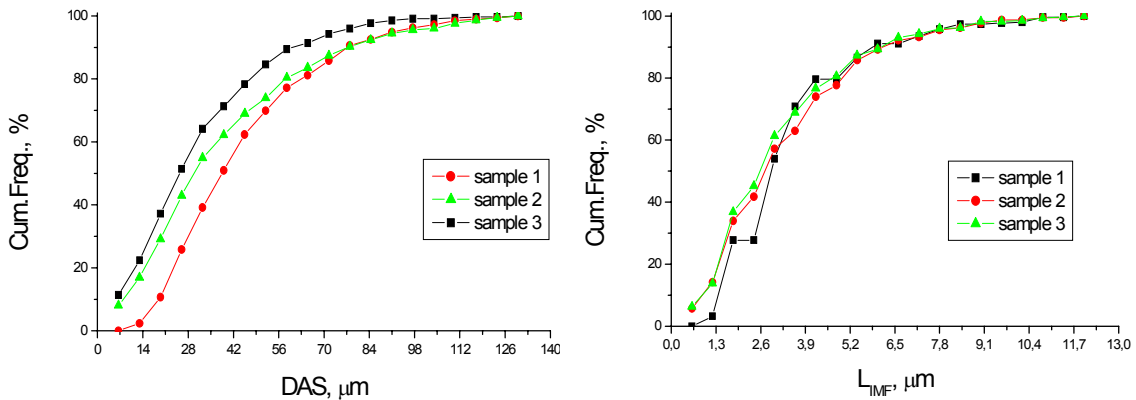 100
80
60
40
20
0
Cum.Freq., %
0 14 28 42 56 70 84 98 112 126 140
DAS, μm
sample 1
sample 2
sample 3
100
80
60
40
20
0
Cum.Freq., %
0,0 1,3 2,6 3,9 5,2 6,5 7,8 9,1 10,4 11,7 13,0
L_IMF, μm
sample 1
sample 2
sample 3